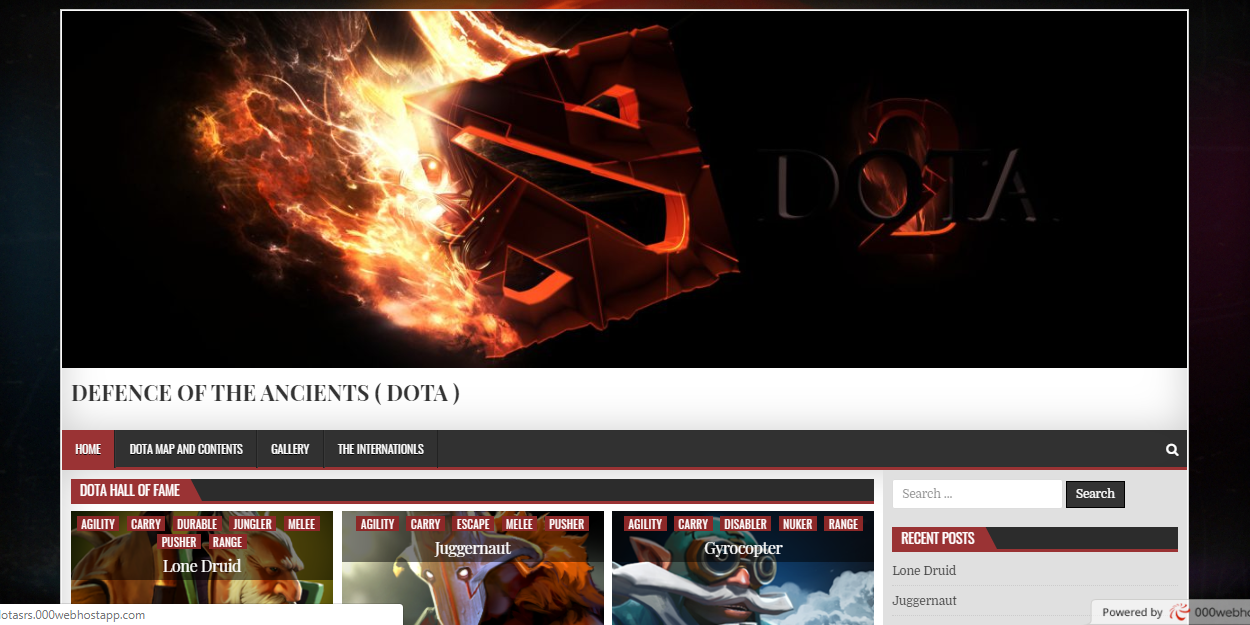 DOTA
2
DEFENCE OF THE ANCIENTS ( DOTA )
HOME DOTA MAP AND CONTENTS GALLERY THE INTERNATIONLS
DOTA HALL OF FAME
AGILITY CARRY DURABLE JUNGLER MELEE
PUSHER RANGE
Lone Druid
AGILITY CARRY ESCAPE MELEE PUSHER
Juggernaut
AGILITY CARRY DISABLER NUKER RANGE
Gyrocopter
Search ... Search
RECENT POSTS
Lone Druid
Juggernaut
lotasrs.000webhostapp.com
Powered by 000webho